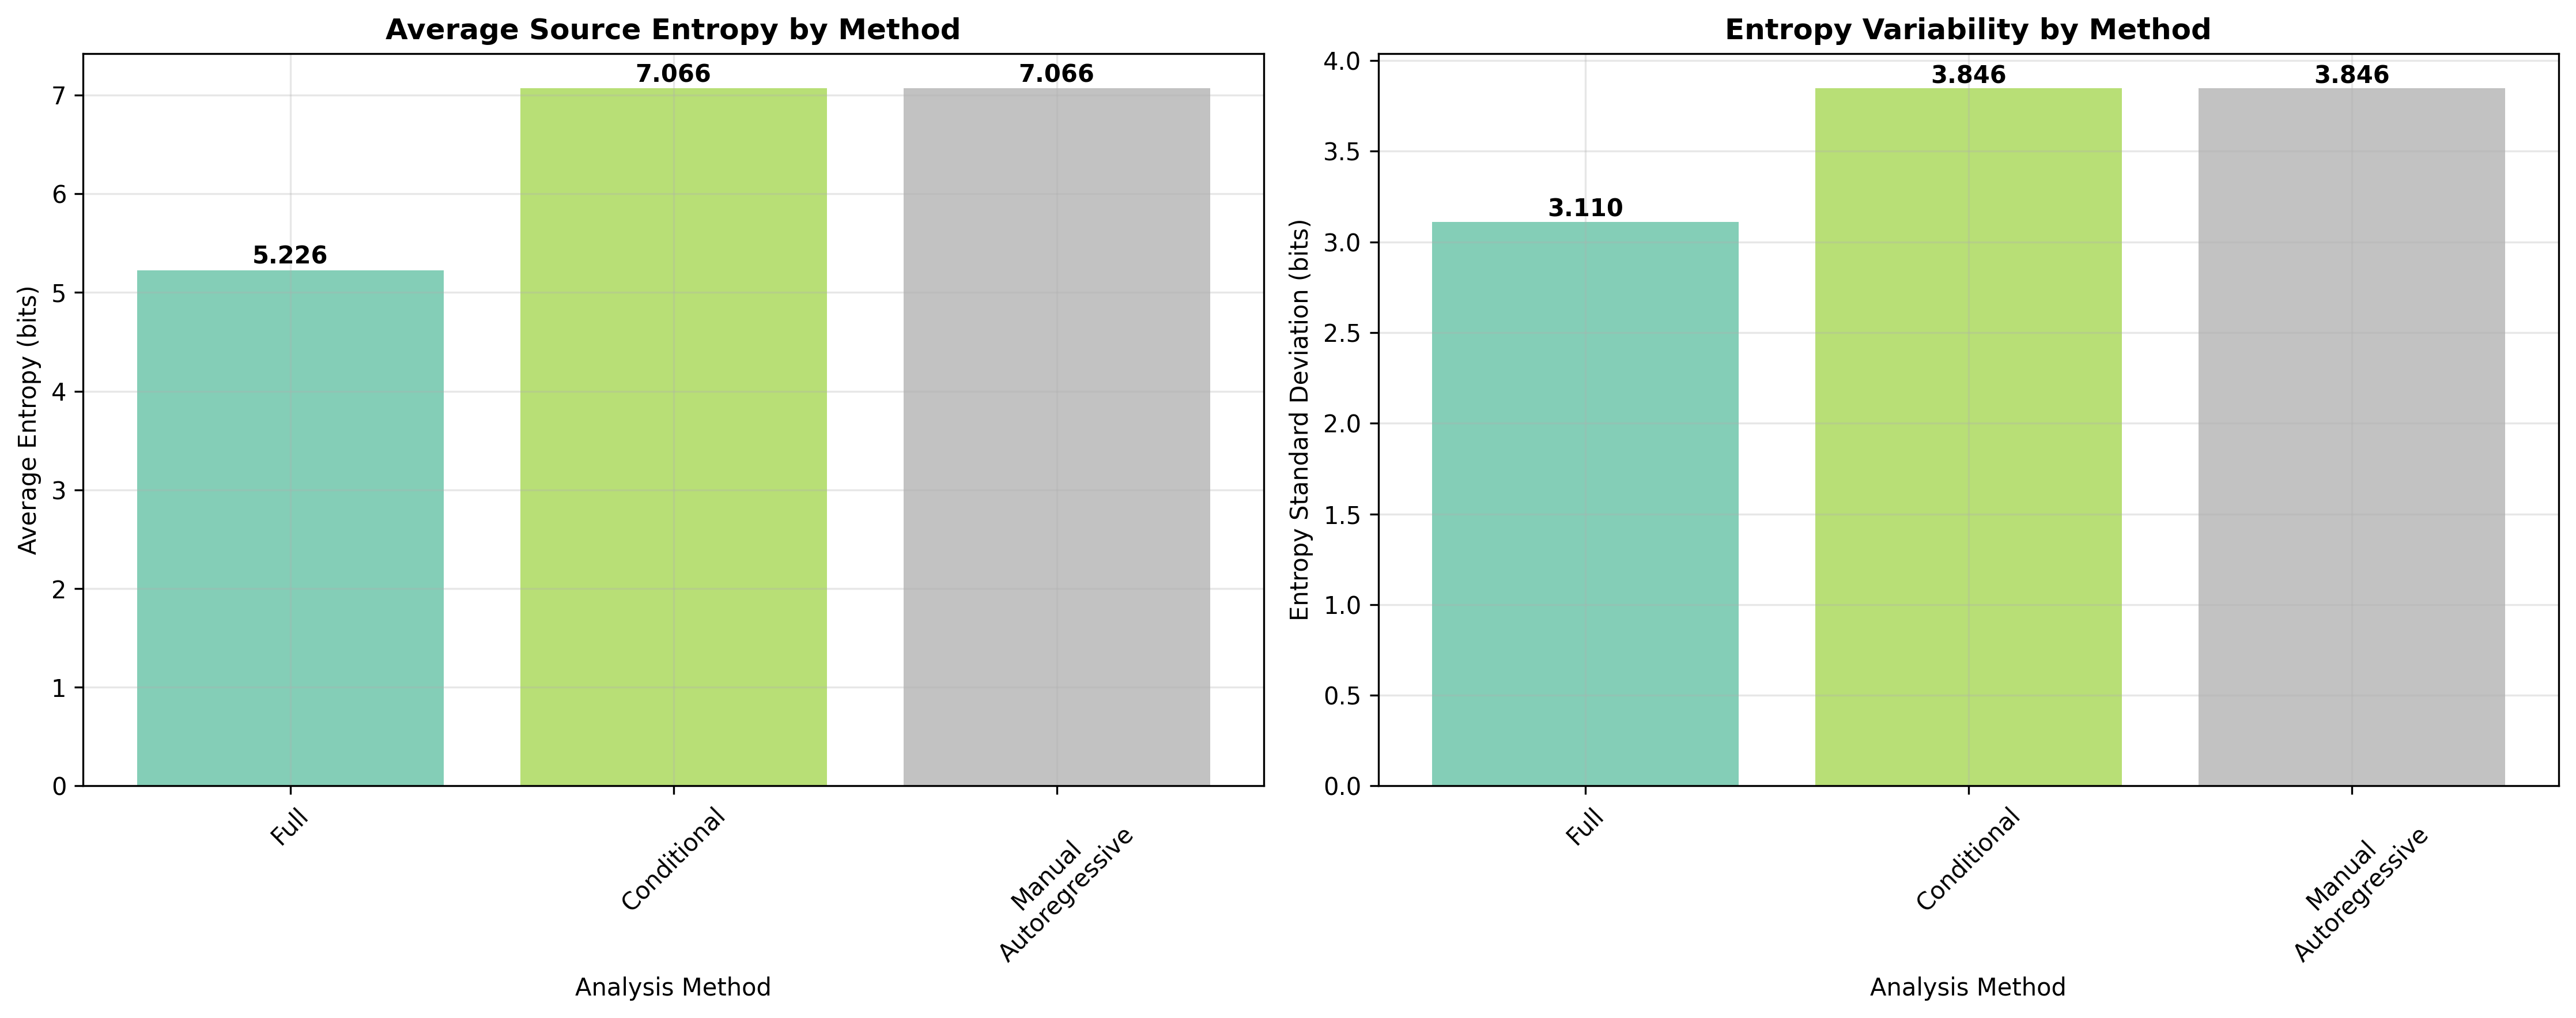 Average Source Entropy by Method
Average Entropy (bits)
7
6
5
4
3
2
1
0
5.226
7.066
7.066
Full
Conditional
Manual
Autoregressive
Analysis Method
Entropy Variability by Method
Entropy Standard Deviation (bits)
4.0
3.5
3.0
2.5
2.0
1.5
1.0
0.5
0.0
3.110
3.846
3.846
Full
Conditional
Manual
Autoregressive
Analysis Method